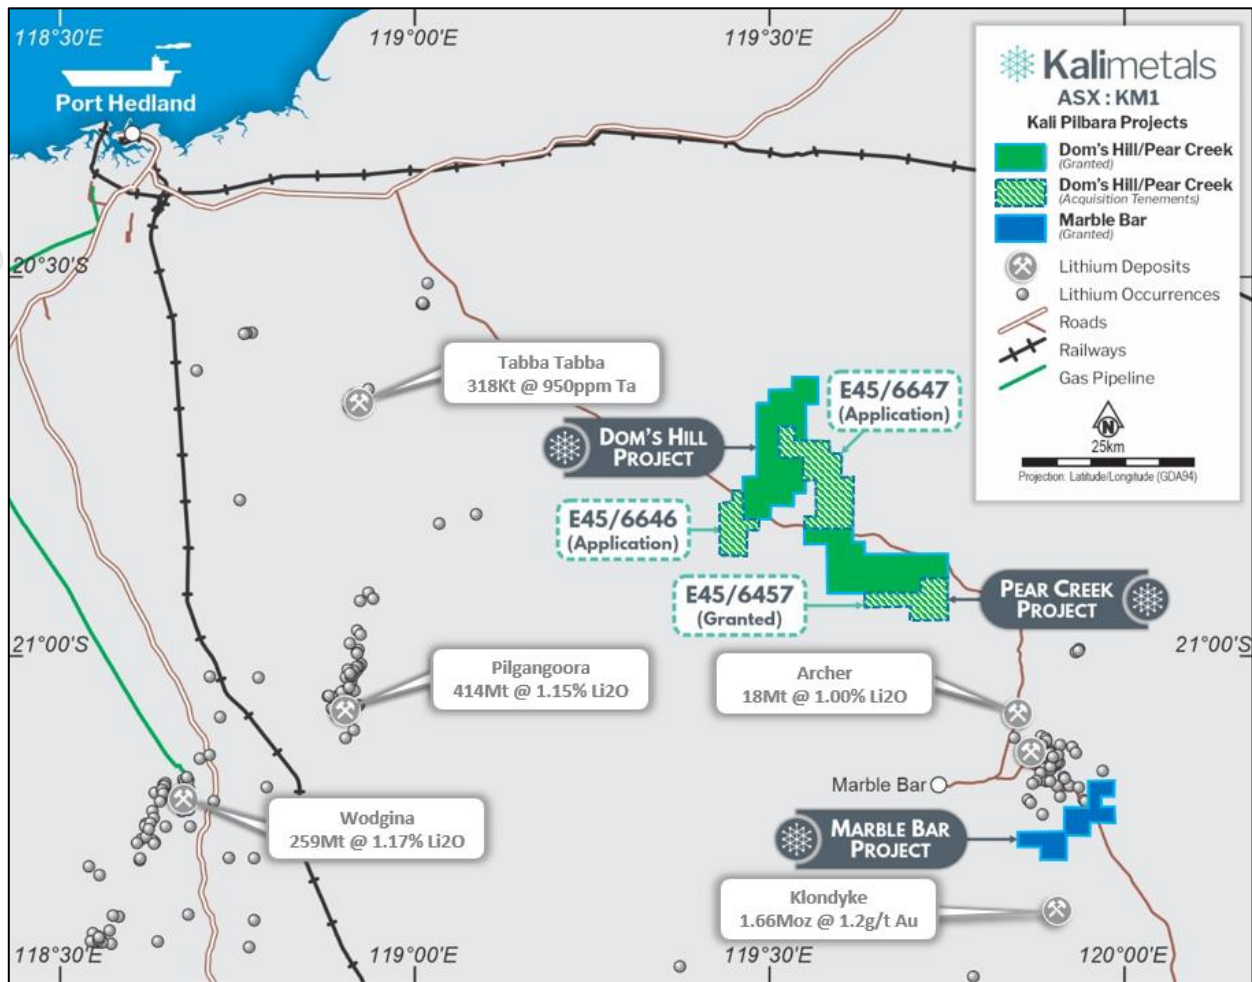 118°30'E
119°00'E
119°30'E
Port Hedland
Kalimetals
ASX : KM1
Kali Pilbara Projects
Dom's Hill/Pear Creek
(Granted)
Dom's Hill/Pear Creek
(Acquisition Tenements)
Marble Bar
(Granted)
Lithium Deposits
Lithium Occurrences
Roads
Railways
Gas Pipeline
N
25km
Projection: Latitude/Longitude (GDA94)
20°30'S
Tabba Tabba
318Kt @ 950ppm Ta
E45/6647
(Application)
DOM'S HILL
PROJECT
E45/6646
(Application)
E45/6457
(Granted)
PEAR CREEK
PROJECT
21°00'S
21°00'S
Pilgangoora
414Mt @ 1.15% Li2O
Archer
18Mt @ 1.00% Li2O
Marble Bar
Wodgina
259Mt @ 1.17% Li2O
MARBLE BAR
PROJECT
Klondyke
1.66Moz @ 1.2g/t Au
118°30'E
119°00'E
119°30'E
120°00'E